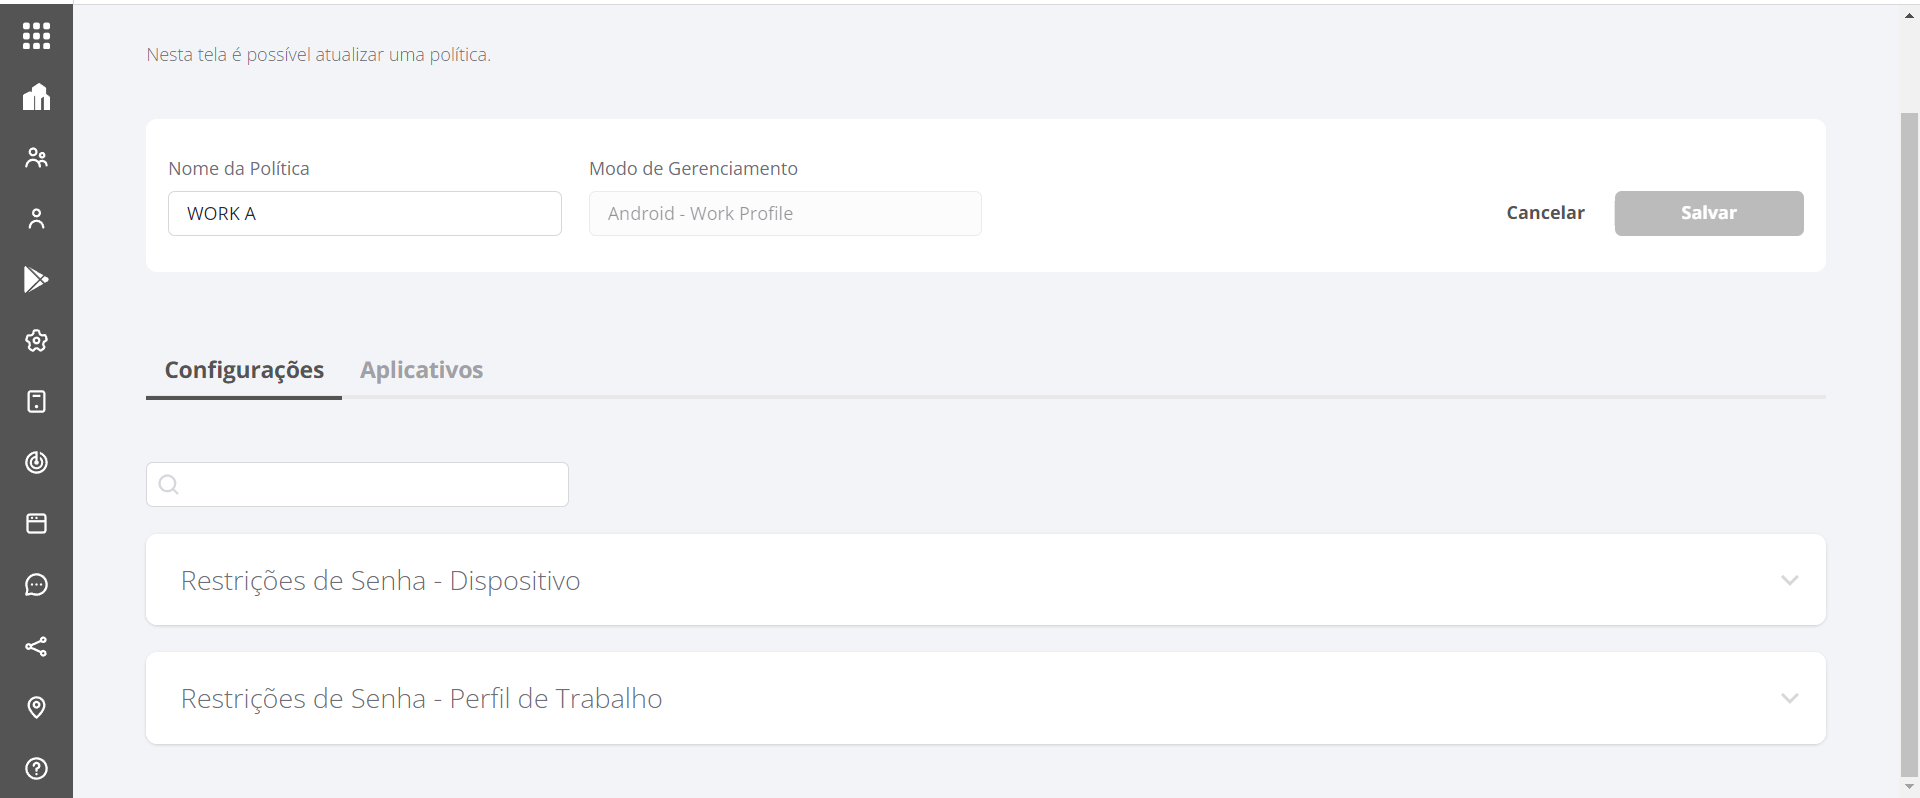 Nesta tela é possível atualizar uma política.
Nome da Política
Modo de Gerenciamento
WORK A
Android - Work Profile
Cancelar
Salvar
Configurações
Aplicativos
Restrições de Senha - Dispositivo
Restrições de Senha - Perfil de Trabalho